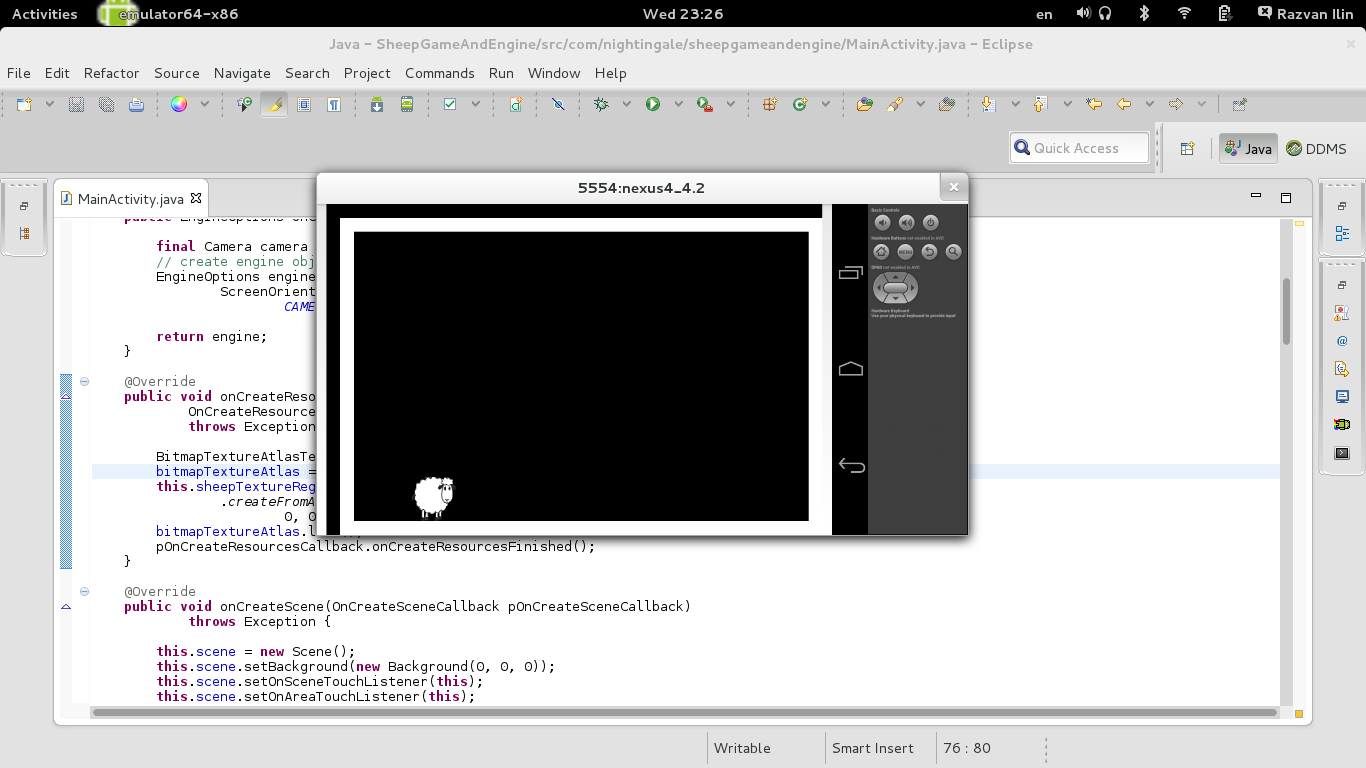 Activities emulator64-x86 Wed 23:26 en Razvan Ilin
Java – SheepGameAndEngine/src/com/nightingale/sheepgameandengine/MainActivity.java – Eclipse
File Edit Refactor Source Navigate Search Project Commands Run Window Help
Quick Access Java DDMS
MainActivity.java
5554:nexus4_4.2
Basic Controls
Hardware Buttons not enabled in AVD
MENU
DPAD not enabled in AVD
Hardware Keyboard
Use your physical keyboard to provide input
final Camera camera
// create engine obj
EngineOptions engine
ScreenOrient
CAME
return engine;
}
@Override
public void onCreateReso
OnCreateResource
throws Exception
BitmapTextureAtlasTe
bitmapTextureAtlas =
this.sheepTextureReg
.createFromA
0, 0
bitmapTextureAtlas.l
pOnCreateResourcesCallback.onCreateResourcesFinished();
}
@Override
public void onCreateScene(OnCreateSceneCallback pOnCreateSceneCallback)
throws Exception {
this.scene = new Scene();
this.scene.setBackground(new Background(0, 0, 0));
this.scene.setOnSceneTouchListener(this);
this.scene.setOnAreaTouchListener(this);
Writable Smart Insert 76 : 80